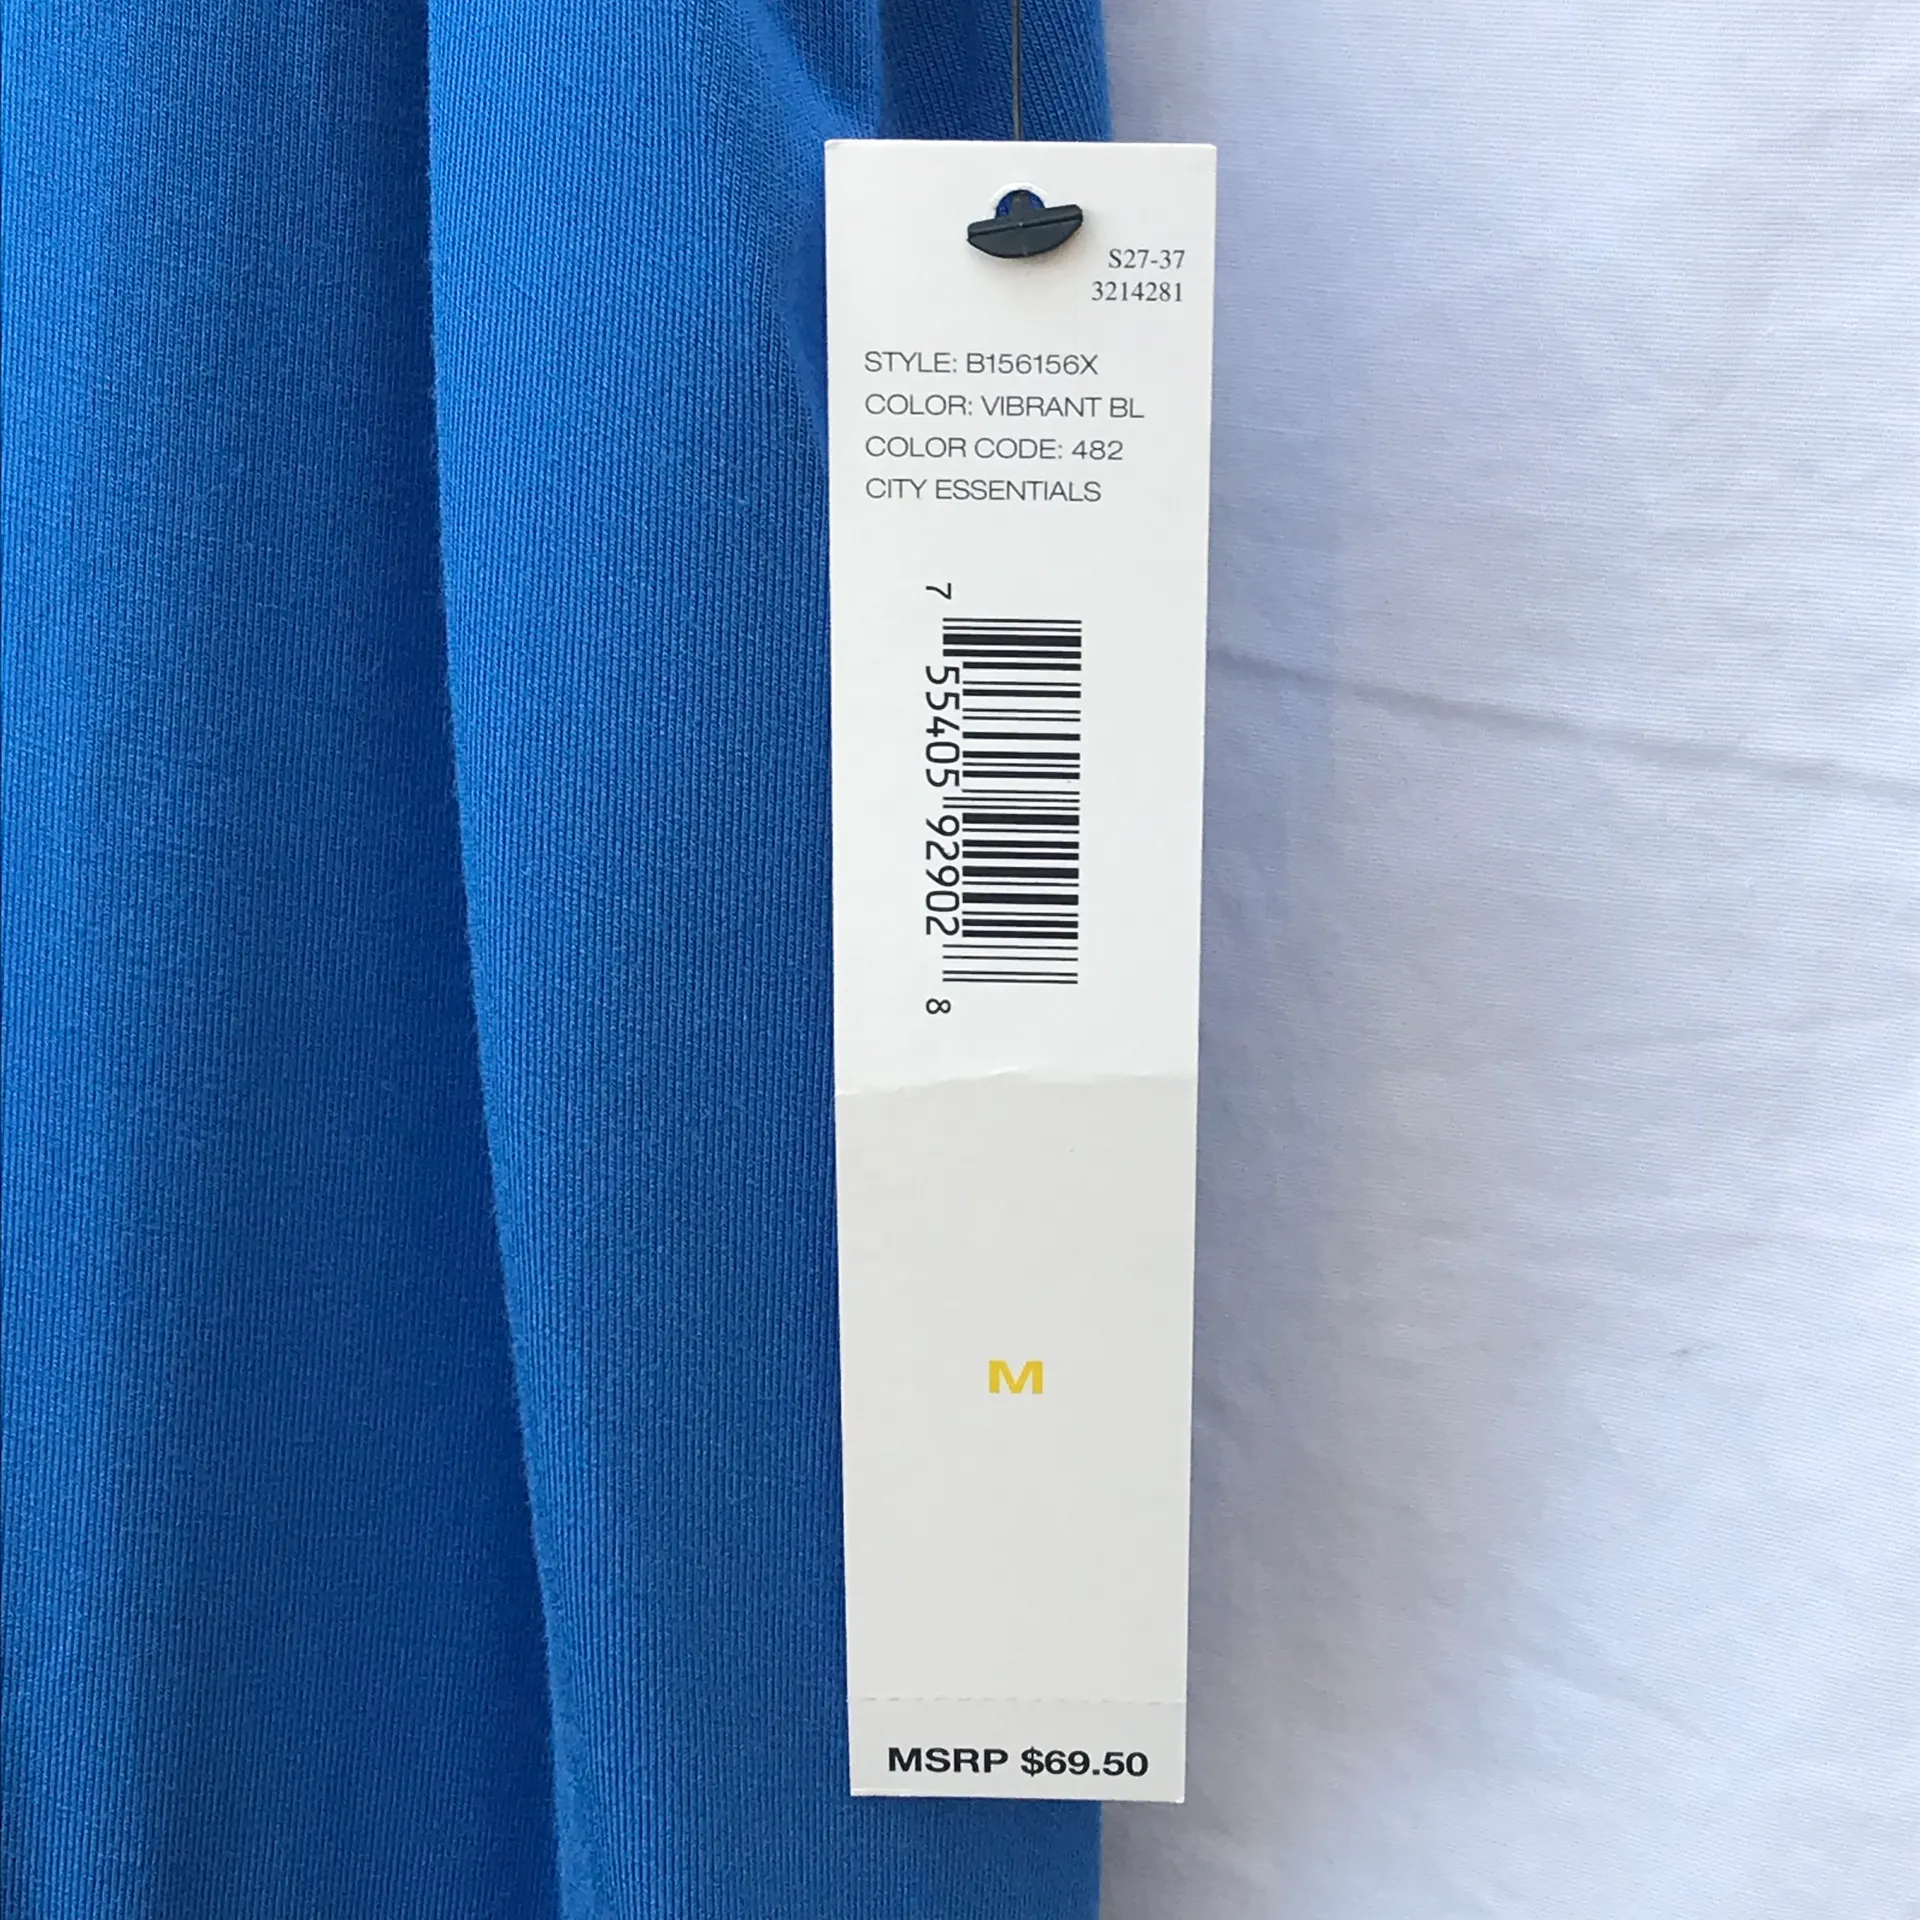 S27-37
3214281
STYLE: B156156X
COLOR: VIBRANT BL
COLOR CODE: 482
CITY ESSENTIALS
7 55405 92902 8
M
MSRP $69.50